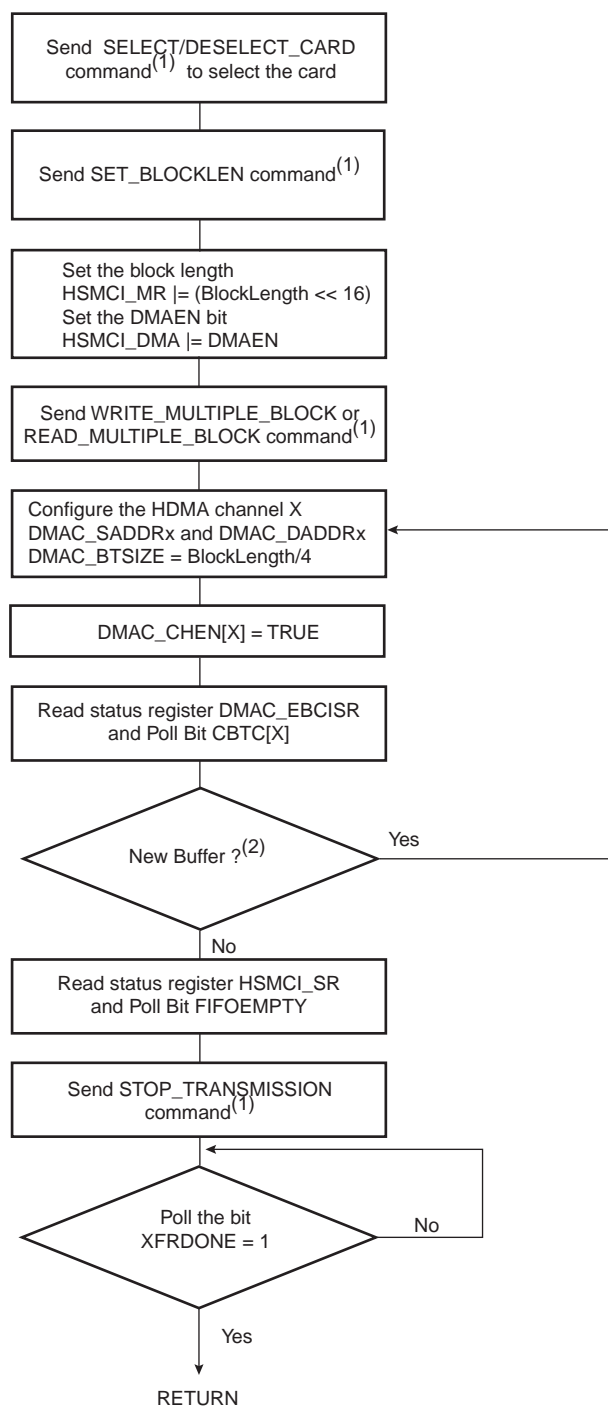 Send SELECT/DESELECT_CARD
command(1) to select the card
Send SET_BLOCKLEN command(1)
Set the block length
HSMCI_MR |= (BlockLength << 16)
Set the DMAEN bit
HSMCI_DMA |= DMAEN
Send WRITE_MULTIPLE_BLOCK or
READ_MULTIPLE_BLOCK command(1)
Configure the HDMA channel X
DMAC_SADDRx and DMAC_DADDRx
DMAC_BTSIZE = BlockLength/4
DMAC_CHEN[X] = TRUE
Read status register DMAC_EBCISR
and Poll Bit CBTC[X]
New Buffer ?(2)
Yes
No
Read status register HSMCI_SR
and Poll Bit FIFOEMPTY
Send STOP_TRANSMISSION
command(1)
Poll the bit
XFRDONE = 1
No
Yes
RETURN